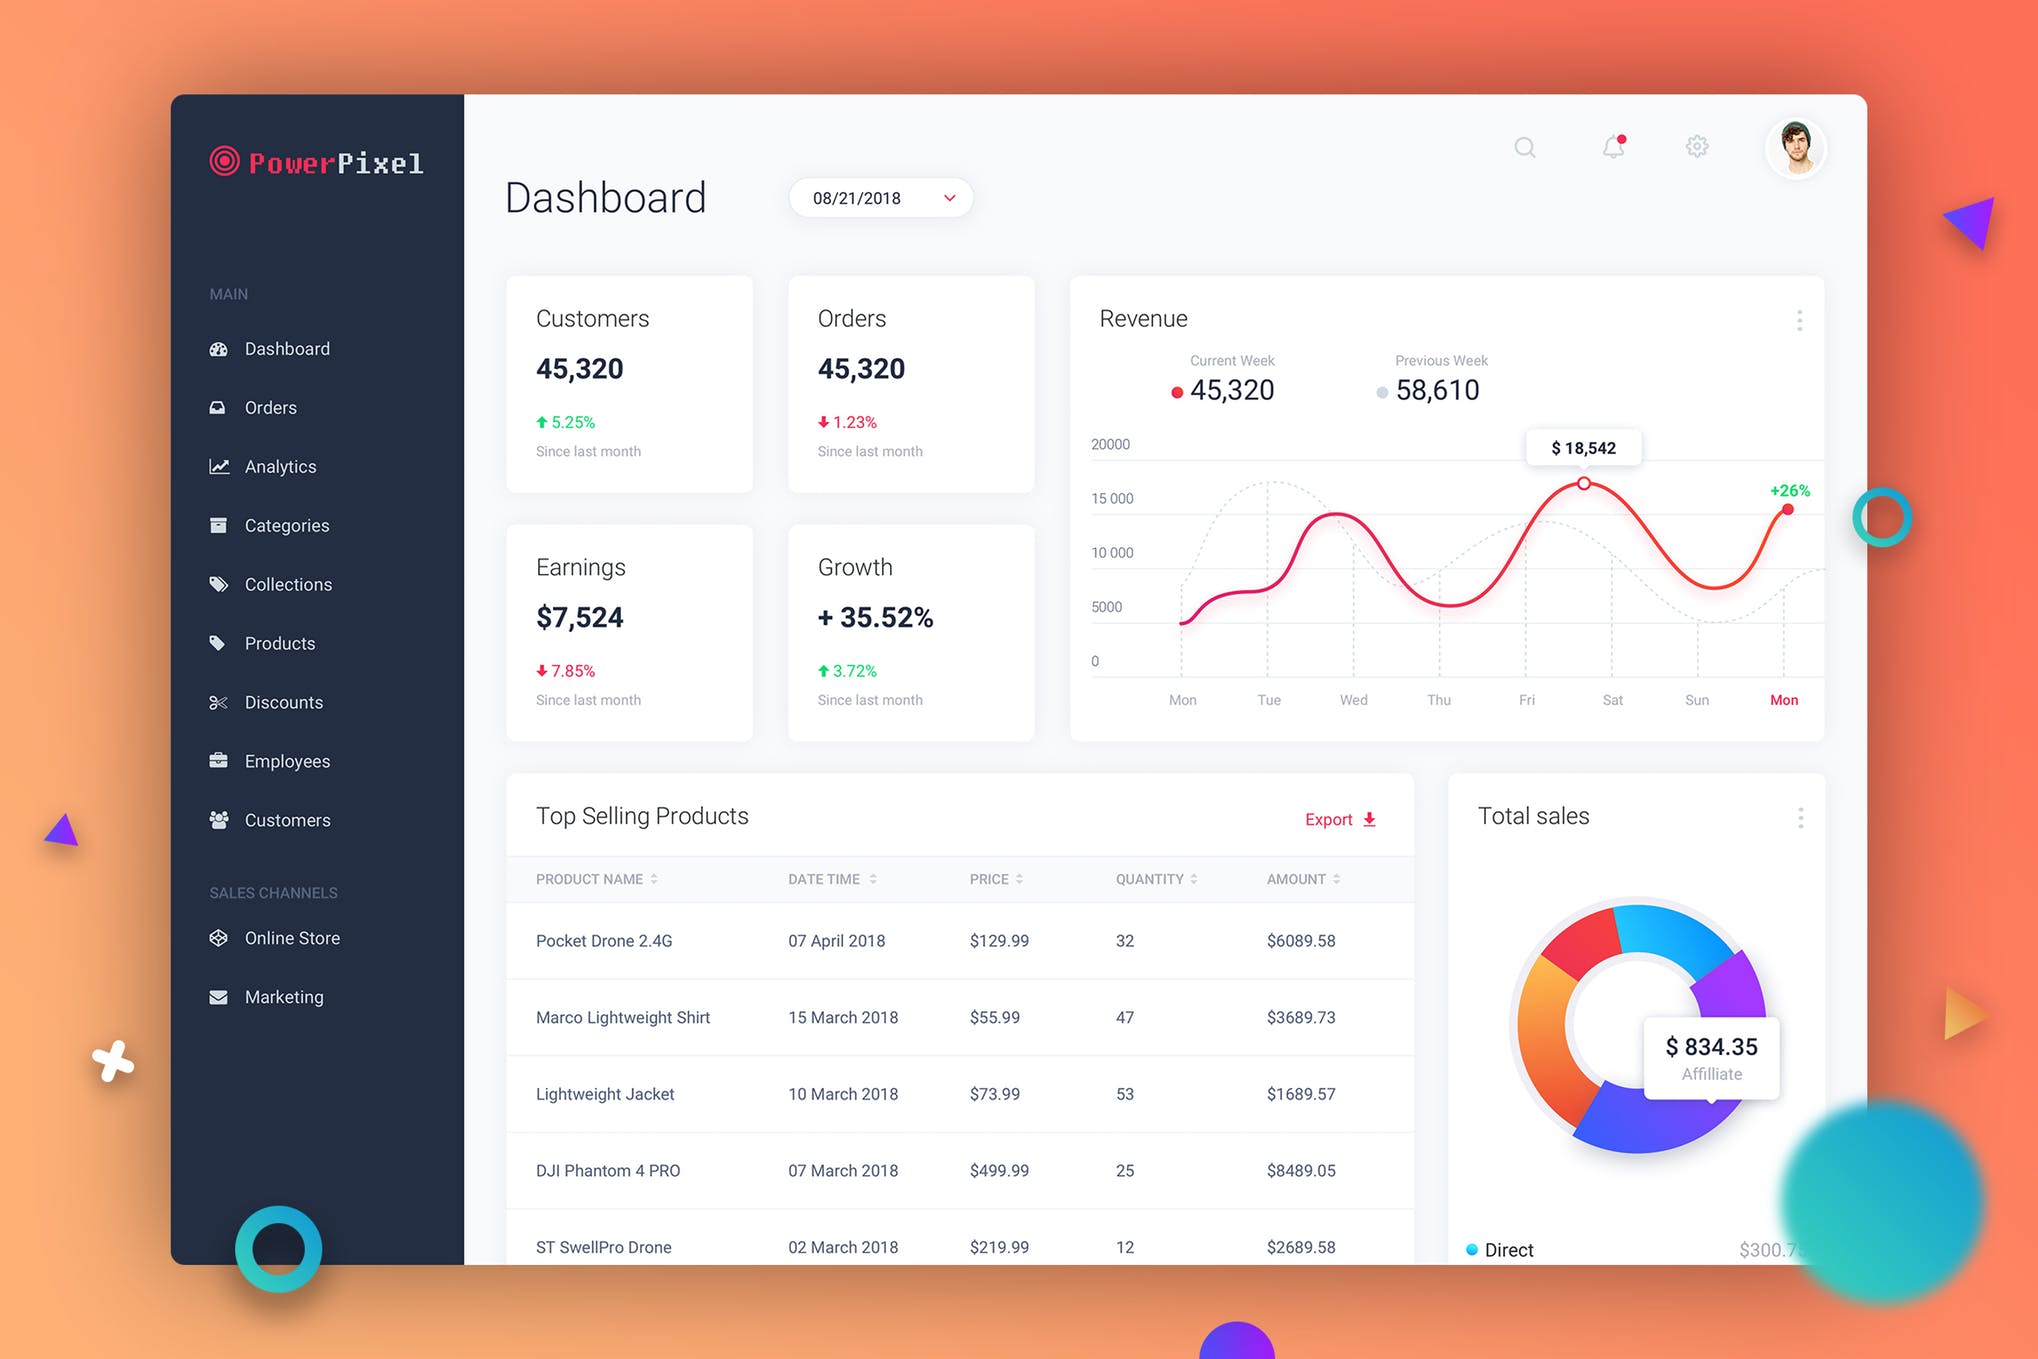 PowerPixel
MAIN
Dashboard
Orders
Analytics
Categories
Collections
Products
Discounts
Employees
Customers
SALES CHANNELS
Online Store
Marketing
Dashboard
08/21/2018
Customers
45,320
5.25%
Since last month
Orders
45,320
1.23%
Since last month
Earnings
$7,524
7.85%
Since last month
Growth
+ 35.52%
3.72%
Since last month
Revenue
Current Week
45,320
Previous Week
58,610
20000
15 000
10 000
5000
0
$ 18,542
+26%
Mon Tue Wed Thu Fri Sat Sun Mon
Top Selling Products
Export
PRODUCT NAME DATE TIME PRICE QUANTITY AMOUNT
Pocket Drone 2.4G 07 April 2018 $129.99 32 $6089.58
Marco Lightweight Shirt 15 March 2018 $55.99 47 $3689.73
Lightweight Jacket 10 March 2018 $73.99 53 $1689.57
DJI Phantom 4 PRO 07 March 2018 $499.99 25 $8489.05
ST SwellPro Drone 02 March 2018 $219.99 12 $2689.58
Total sales
$ 834.35
Affilliate
Direct $300.75